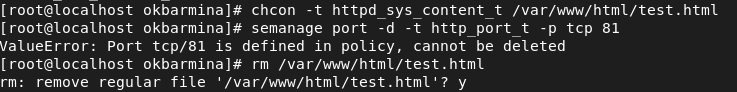 [root@localhost okbarmina]# chcon -t httpd_sys_content_t /var/www/html/test.html
[root@localhost okbarmina]# semanage port -d -t http_port_t -p tcp 81
ValueError: Port tcp/81 is defined in policy, cannot be deleted
[root@localhost okbarmina]# rm /var/www/html/test.html
rm: remove regular file '/var/www/html/test.html'? y